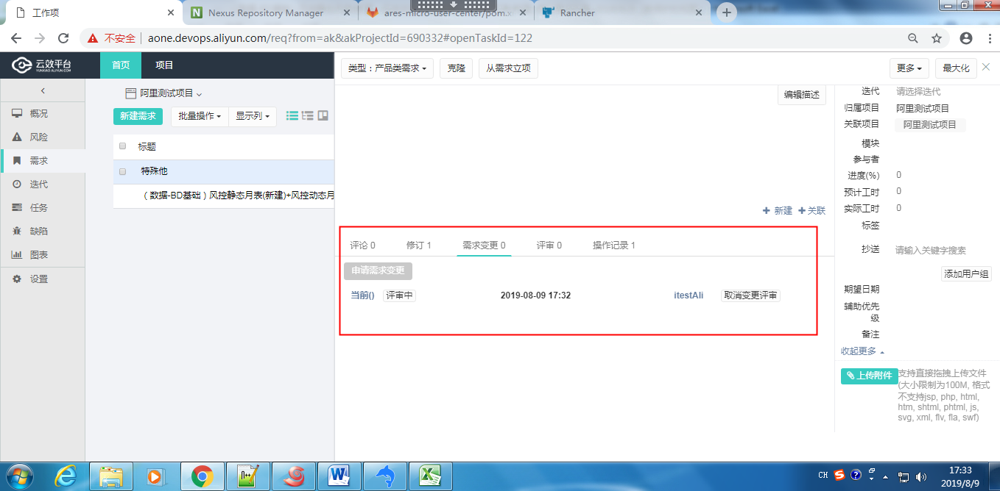 工作项
Nexus Repository Manager
ares-micro-user-center/pom.x
Rancher
不安全
aone.devops.aliyun.com/req?from=ak&akProjectId=690332#openTaskId=122
云效平台
YUNXIAO.ALIYUN.COM
首页
项目
类型：产品类需求
克隆
从需求立项
更多
最大化
概况
风险
需求
迭代
任务
缺陷
图表
设置
阿里测试项目
新建需求
批量操作
显示列
标题
特殊他
（数据-BD基础）风控静态月表(新建)+风控动态月
编辑描述
新建
关联
评论 0
修订 1
需求变更 0
评审 0
操作记录 1
申请需求变更
当前()
评审中
2019-08-09 17:32
itestAli
取消变更评审
迭代
请选择迭代
归属项目
阿里测试项目
关联项目
阿里测试项目
模块
参与者
进度(%)
0
预计工时
0
实际工时
0
标签
抄送
请输入关键字搜索
添加用户组
期望日期
辅助优先
级
备注
收起更多
上传附件
支持直接拖拽上传文件
(大小限制为100M, 格式
不支持jsp, php, html,
htm, shtml, phtml, js,
svg, xml, flv, fla, swf)
CH
17:33
2019/8/9